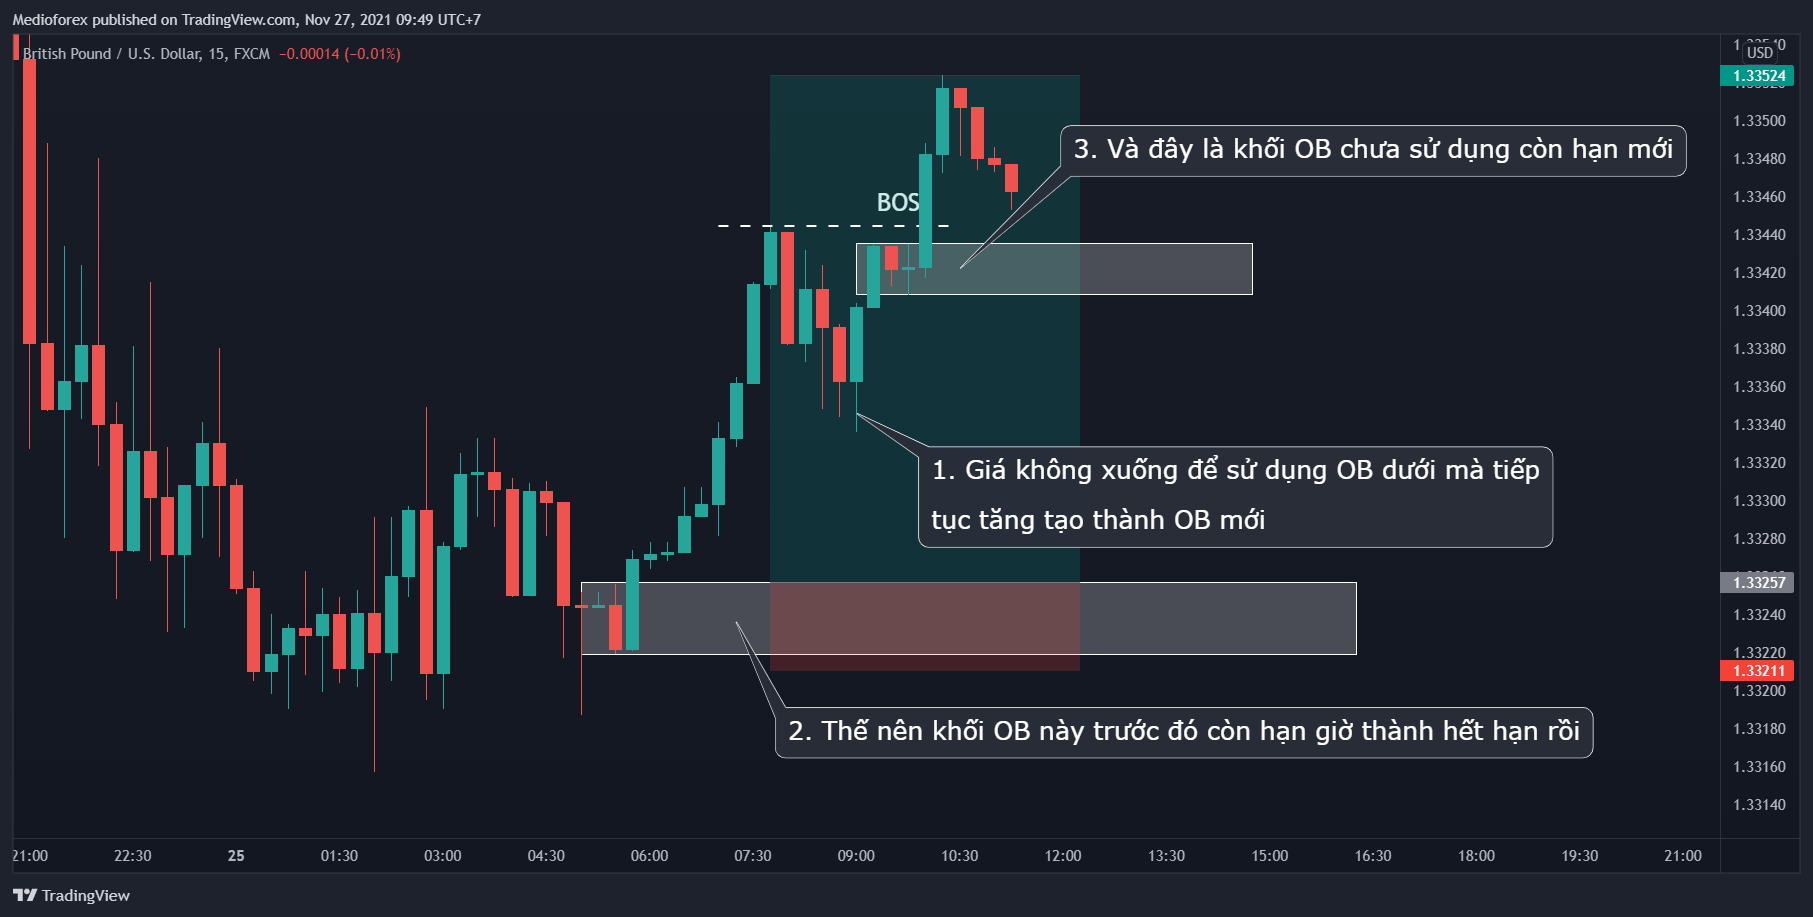 Medioforex published on TradingView.com, Nov 27, 2021 09:49 UTC+7
British Pound / U.S. Dollar, 15, FXCM −0.00014 (−0.01%)
USD
1.33524
1.33500
3. Và đây là khối OB chưa sử dụng còn hạn mới
1.33480
BOS
1.33460
1.33440
1.33420
1.33400
1.33380
1.33360
1.33340
1. Giá không xuống để sử dụng OB dưới mà tiếp
tục tăng tạo thành OB mới
1.33320
1.33300
1.33280
1.33257
1.33240
1.33220
1.33211
1.33200
2. Thế nên khối OB này trước đó còn hạn giờ thành hết hạn rồi
1.33180
1.33160
1.33140
21:00 22:30 25 01:30 03:00 04:30 06:00 07:30 09:00 10:30 12:00 13:30 15:00 16:30 18:00 19:30 21:00
TradingView